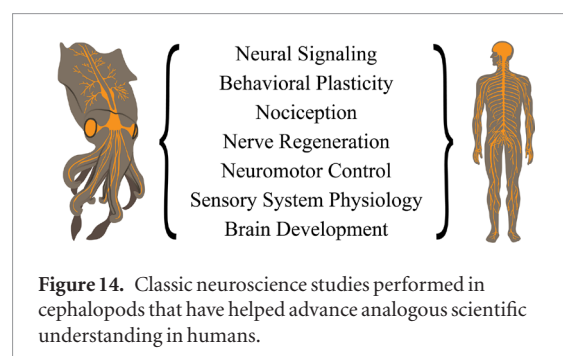 Neural Signaling
Behavioral Plasticity
Nociception
Nerve Regeneration
Neuromotor Control
Sensory System Physiology
Brain Development
Figure 14. Classic neuroscience studies performed in
cephalopods that have helped advance analogous scientific
understanding in humans.